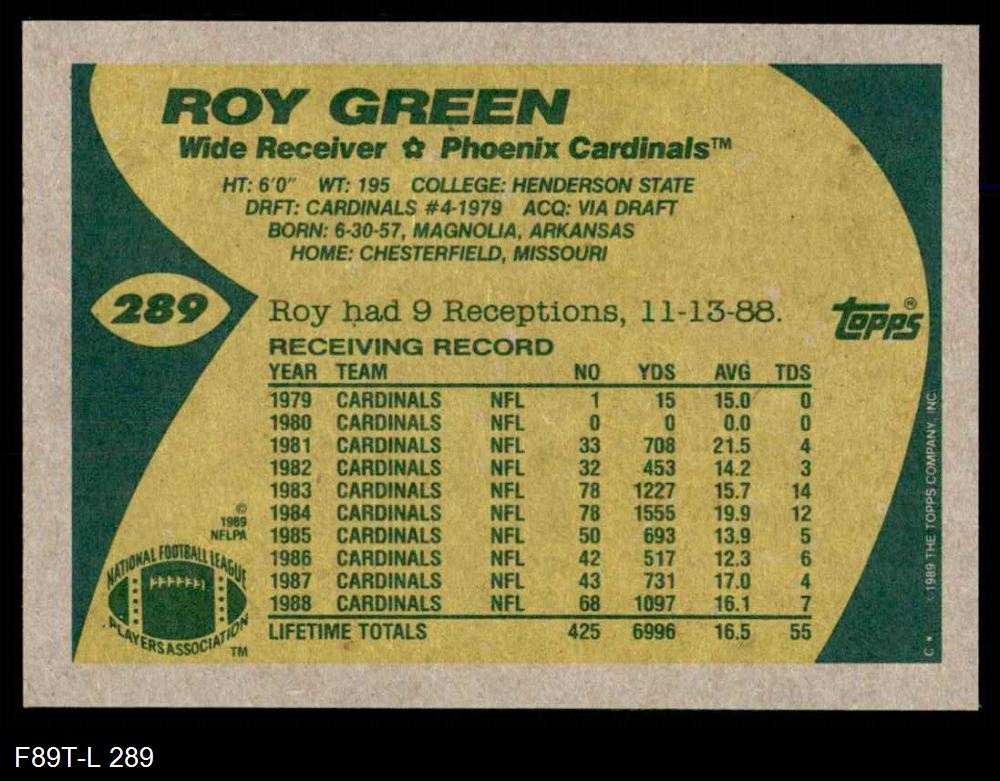 ROY GREEN
Wide Receiver ✿ Phoenix Cardinals™
HT: 6'0" WT: 195 COLLEGE: HENDERSON STATE
DRFT: CARDINALS #4-1979 ACQ: VIA DRAFT
BORN: 6-30-57, MAGNOLIA, ARKANSAS
HOME: CHESTERFIELD, MISSOURI
289
Roy had 9 Receptions, 11-13-88.
topps®
RECEIVING RECORD
YEAR TEAM NO YDS AVG TDS
1979 CARDINALS NFL 1 15 15.0 0
1980 CARDINALS NFL 0 0 0.0 0
1981 CARDINALS NFL 33 708 21.5 4
1982 CARDINALS NFL 32 453 14.2 3
1983 CARDINALS NFL 78 1227 15.7 14
1984 CARDINALS NFL 78 1555 19.9 12
1985 CARDINALS NFL 50 693 13.9 5
1986 CARDINALS NFL 42 517 12.3 6
1987 CARDINALS NFL 43 731 17.0 4
1988 CARDINALS NFL 68 1097 16.1 7
LIFETIME TOTALS 425 6996 16.5 55
©
1989
NFLPA
NATIONAL FOOTBALL LEAGUE
PLAYERS ASSOCIATION
TM
C * ©1989 THE TOPPS COMPANY, INC.
F89T-L 289